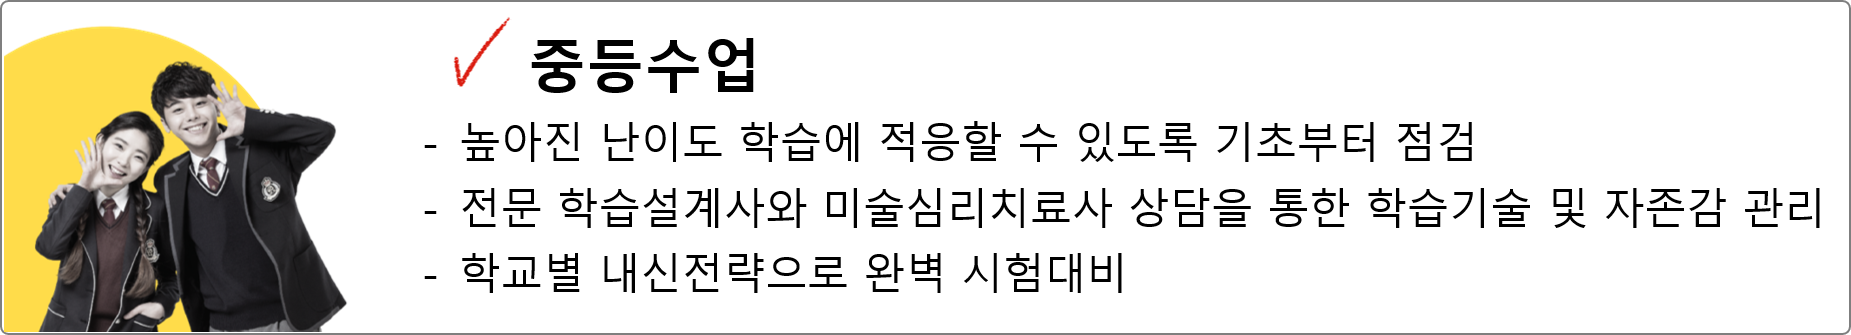 중등수업
- 높아진 난이도 학습에 적응할 수 있도록 기초부터 점검
- 전문 학습설계사와 미술심리치료사 상담을 통한 학습기술 및 자존감 관리
- 학교별 내신전략으로 완벽 시험대비